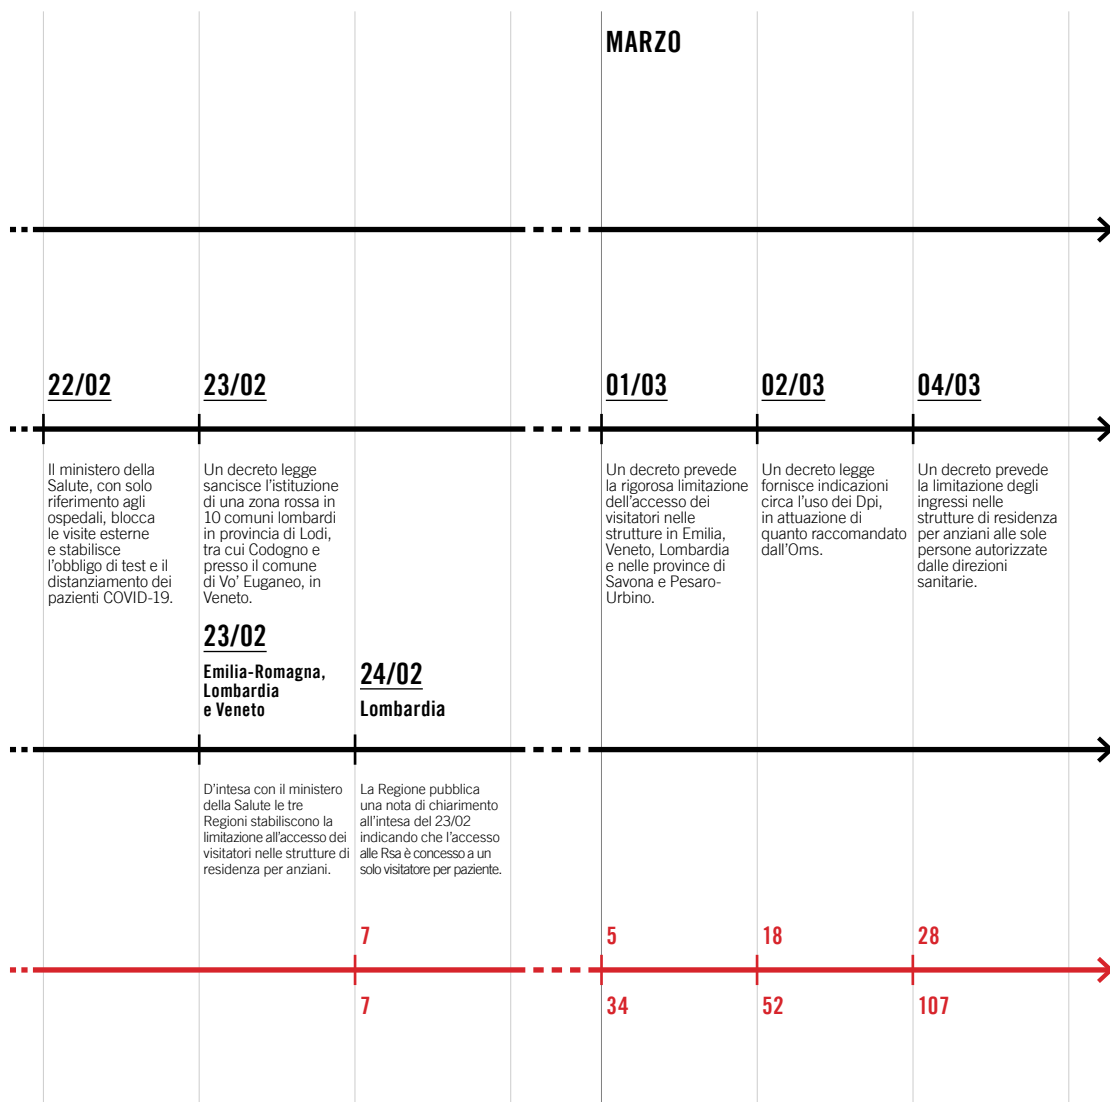 MARZO
22/02
Il ministero della
Salute, con solo
riferimento agli
ospedali, blocca
le visite esterne
e stabilisce
l'obbligo di test e il
distanziamento dei
pazienti COVID-19.
23/02
Un decreto legge
sancisce l'istituzione
di una zona rossa in
10 comuni lombardi
in provincia di Lodi,
tra cui Codogno e
presso il comune
di Vo' Euganeo, in
Veneto.
01/03
Un decreto prevede
la rigorosa limitazione
dell'accesso dei
visitatori nelle
strutture in Emilia,
Veneto, Lombardia
e nelle province di
Savona e Pesaro-
Urbino.
02/03
Un decreto legge
fornisce indicazioni
circa l'uso dei Dpi,
in attuazione di
quanto raccomandato
dall'Oms.
04/03
Un decreto prevede
la limitazione degli
ingressi nelle
strutture di residenza
per anziani alle sole
persone autorizzate
dalle direzioni
sanitarie.
23/02
Emilia-Romagna,
Lombardia
e Veneto
D'intesa con il ministero
della Salute le tre
Regioni stabiliscono la
limitazione all'accesso dei
visitatori nelle strutture di
residenza per anziani.
24/02
Lombardia
La Regione pubblica
una nota di chiarimento
all'intesa del 23/02
indicando che l'accesso
alle Rsa è concesso a un
solo visitatore per paziente.
7
5
18
28
7
34
52
107